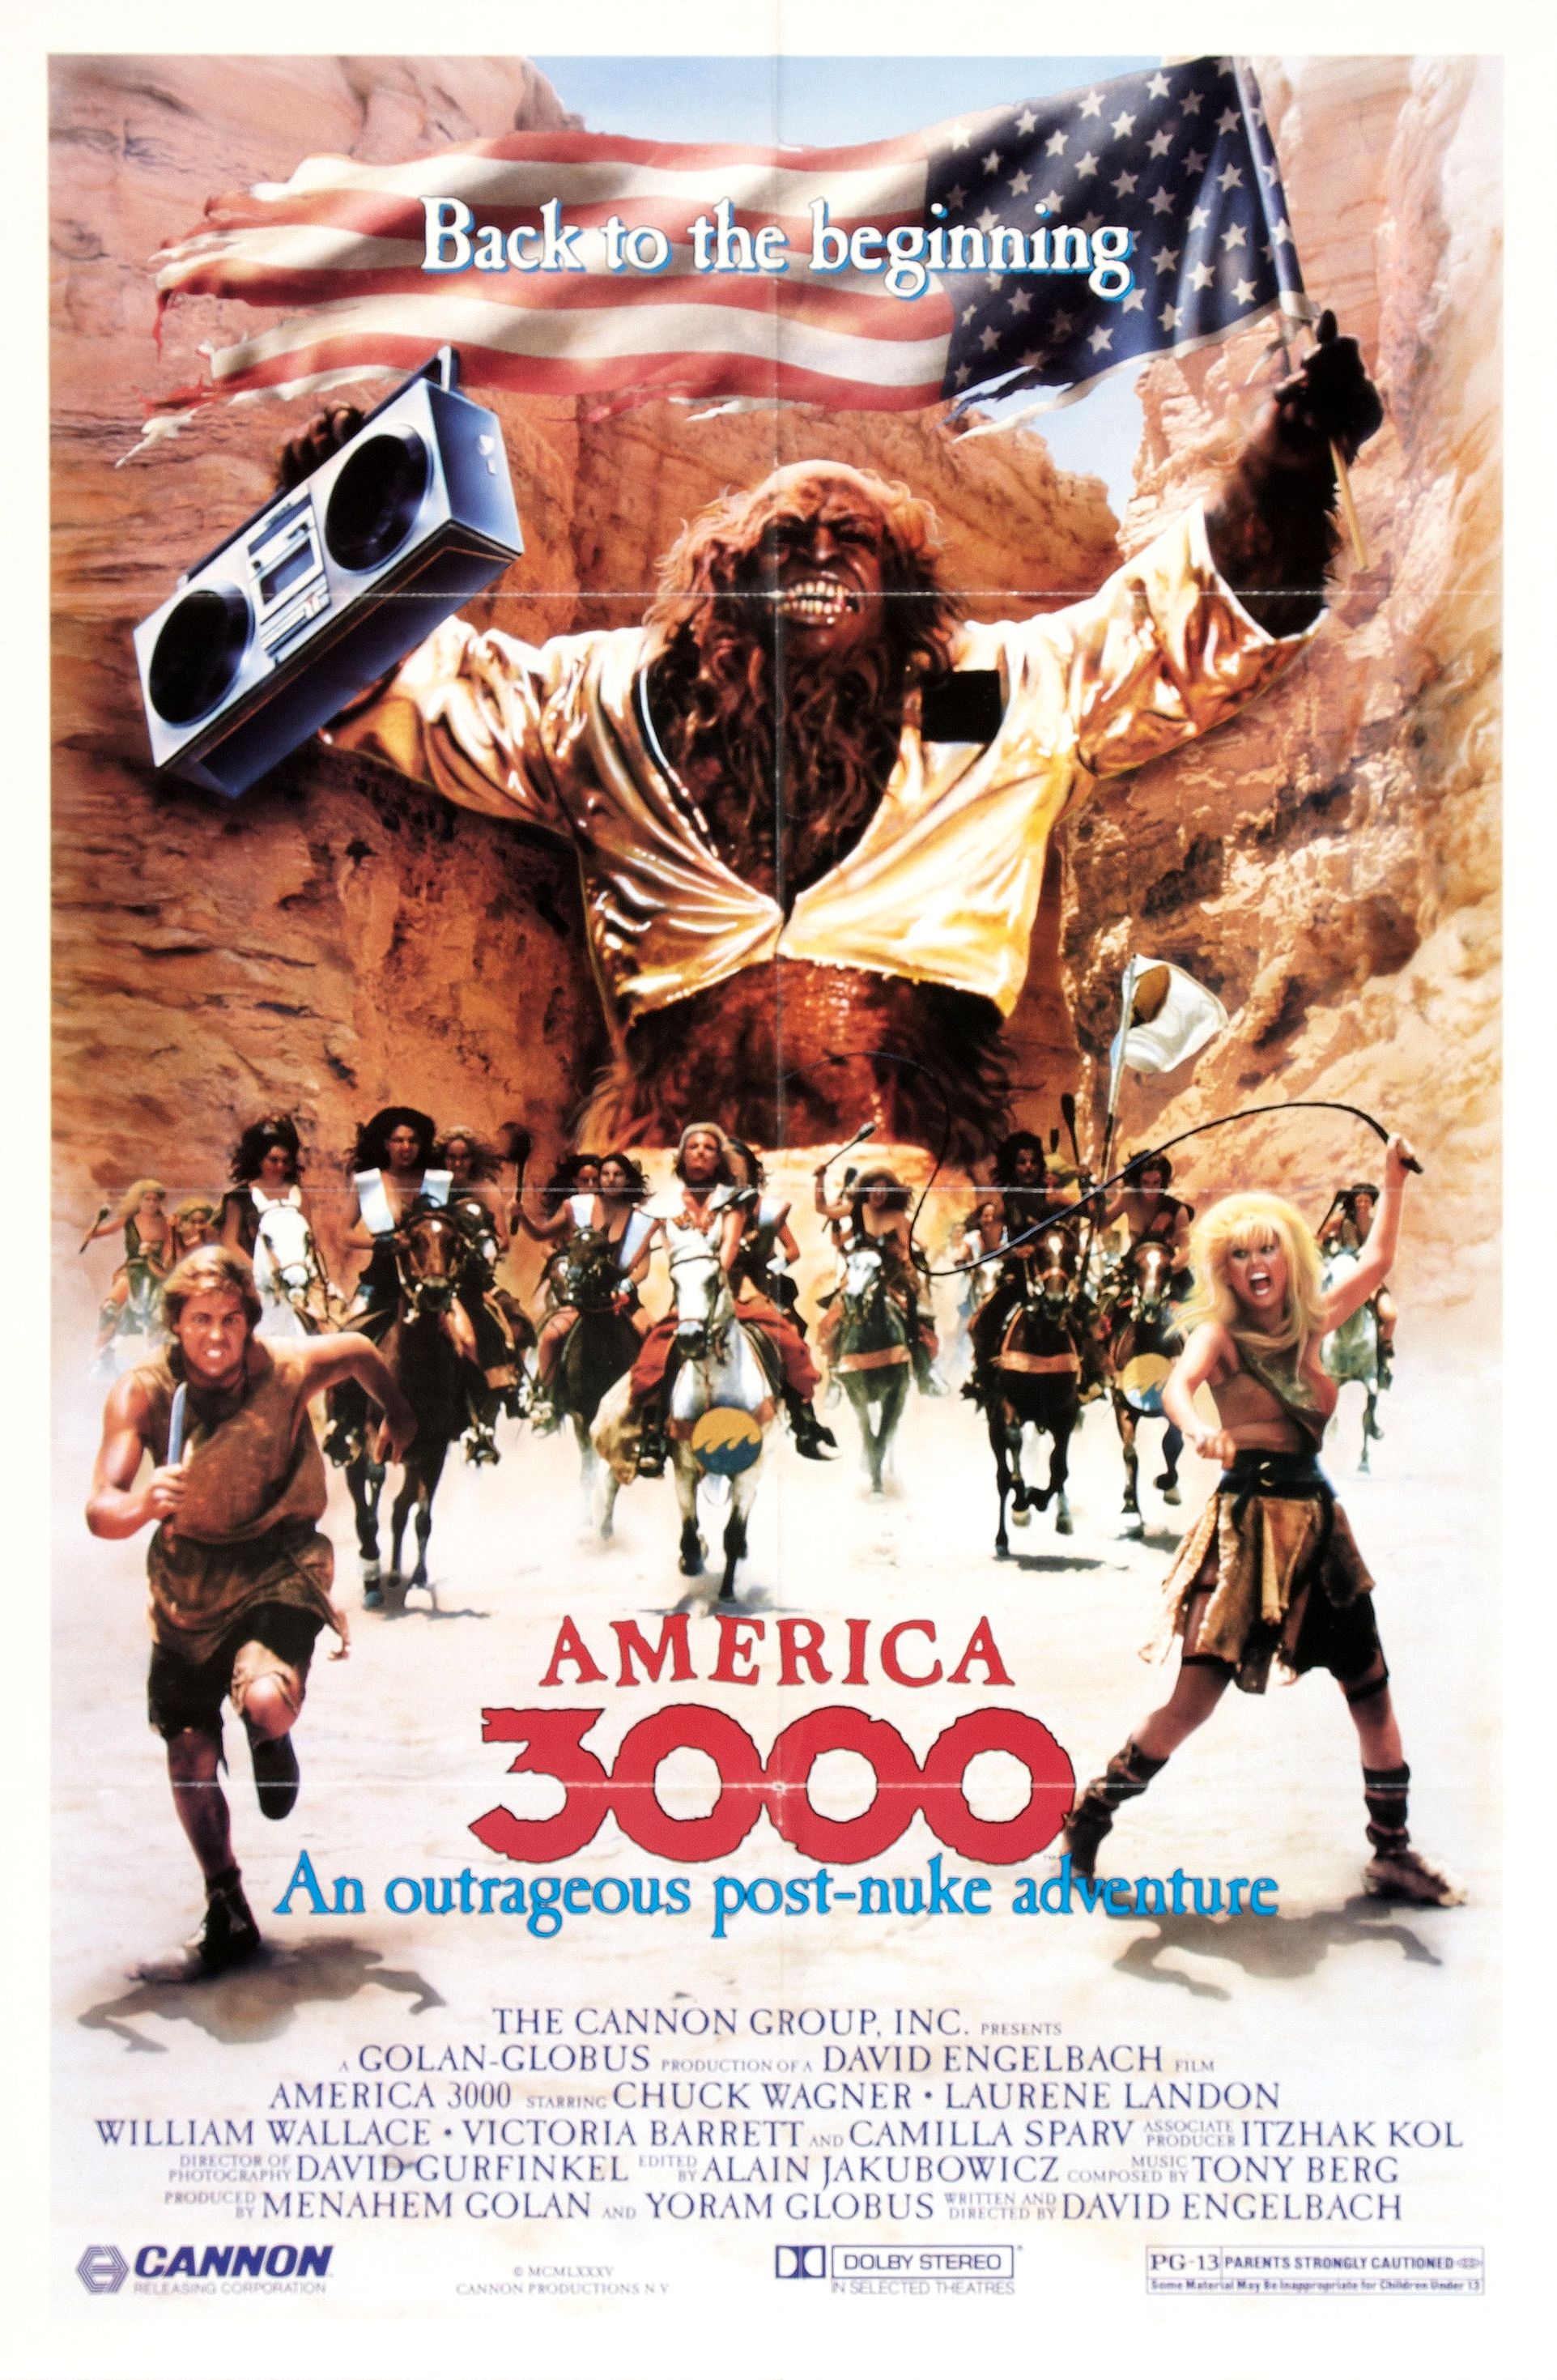 Back to the beginning
AMERICA
3000
™
An outrageous post-nuke adventure
THE CANNON GROUP, INC. PRESENTS
A GOLAN-GLOBUS PRODUCTION OF A DAVID ENGELBACH FILM
AMERICA 3000 STARRING CHUCK WAGNER • LAURENE LANDON
WILLIAM WALLACE • VICTORIA BARRETT AND CAMILLA SPARV ASSOCIATE PRODUCER ITZHAK KOL
DIRECTOR OF PHOTOGRAPHY DAVID GURFINKEL EDITED BY ALAIN JAKUBOWICZ MUSIC COMPOSED BY TONY BERG
PRODUCED BY MENAHEM GOLAN AND YORAM GLOBUS WRITTEN AND DIRECTED BY DAVID ENGELBACH
CANNON
RELEASING CORPORATION
© MCMLXXXV
CANNON PRODUCTIONS N.V.
DOLBY STEREO®
IN SELECTED THEATRES
PG-13 PARENTS STRONGLY CAUTIONED
Some Material May Be Inappropriate for Children Under 13